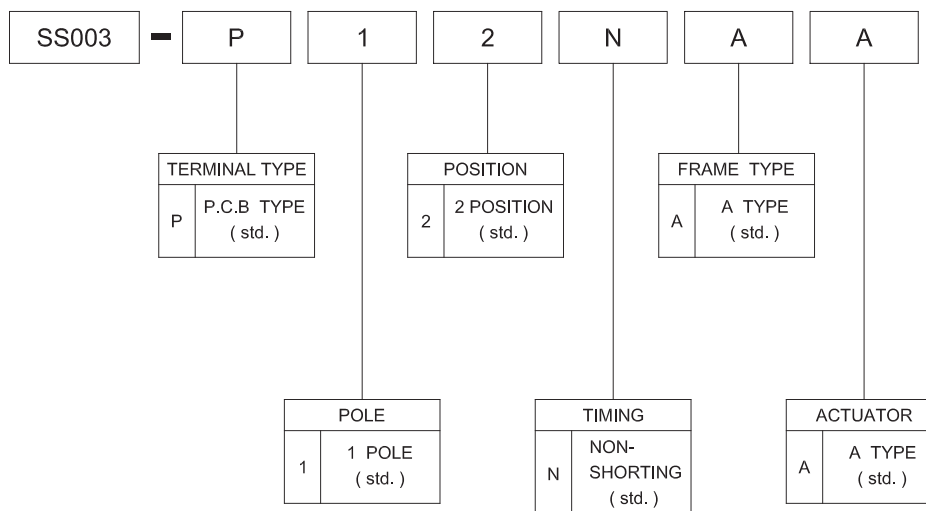 SS003 - P 1 2 N A A
TERMINAL TYPE
P P.C.B TYPE
( std. )
POSITION
2 2 POSITION
( std. )
FRAME TYPE
A A TYPE
( std. )
POLE
1 1 POLE
( std. )
TIMING
N NON-
SHORTING
( std. )
ACTUATOR
A A TYPE
( std. )